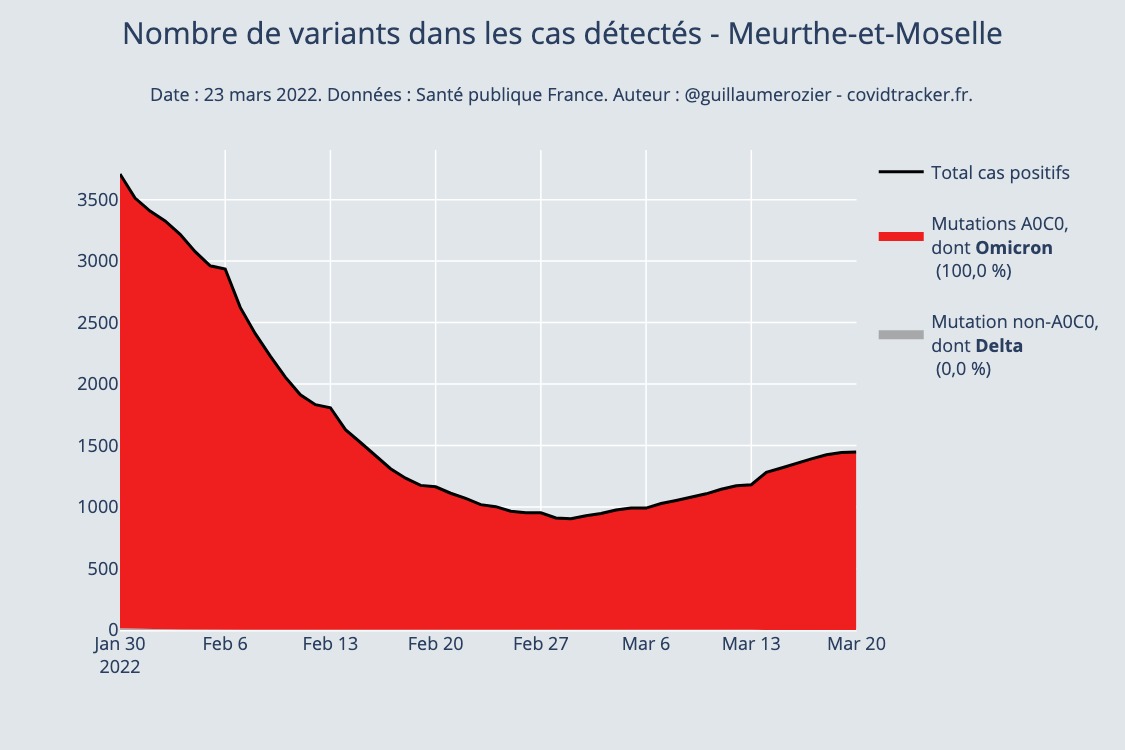 Nombre de variants dans les cas détectés - Meurthe-et-Moselle
Date : 23 mars 2022. Données : Santé publique France. Auteur : @guillaumerozier - covidtracker.fr.
Total cas positifs
Mutations A0C0,
dont Omicron
(100,0 %)
Mutation non-A0C0,
dont Delta
(0,0 %)
3500
3000
2500
2000
1500
1000
500
0
Jan 30 Feb 6 Feb 13 Feb 20 Feb 27 Mar 6 Mar 13 Mar 20
2022